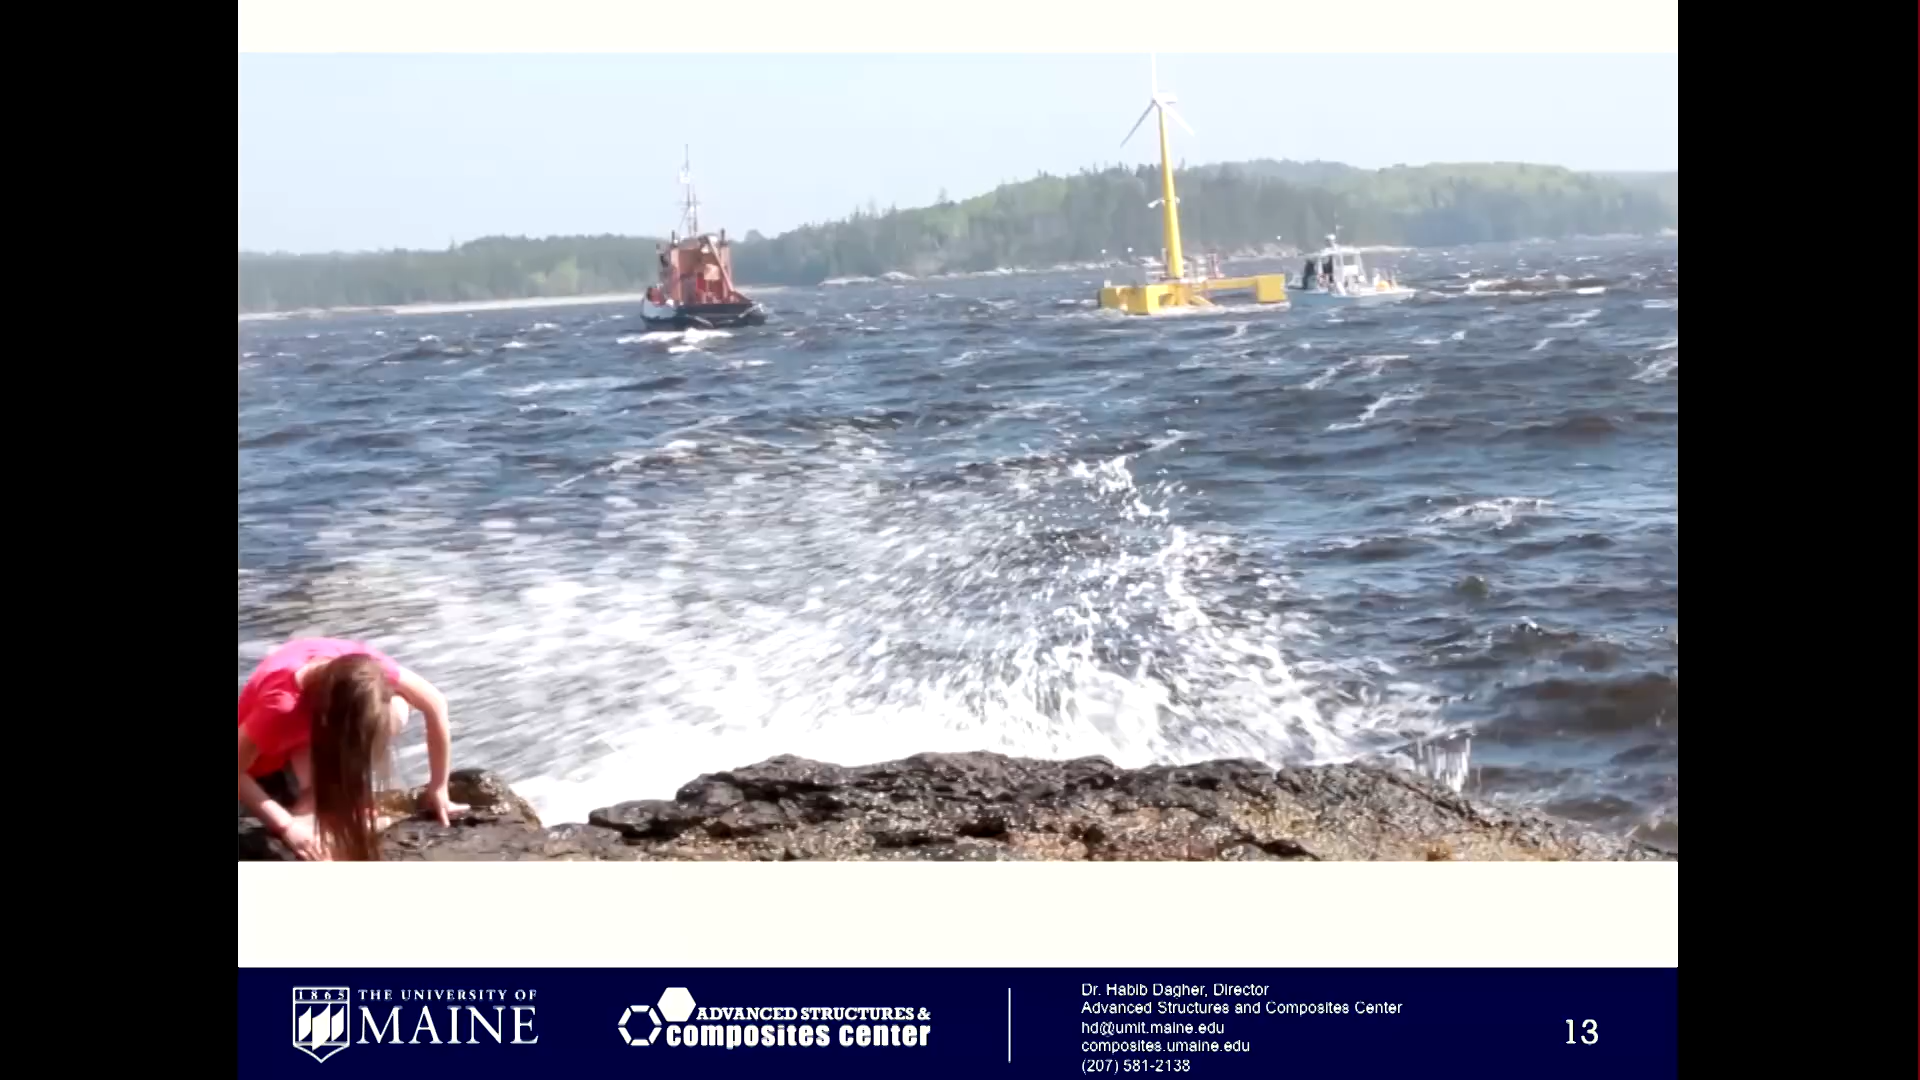 1865
THE UNIVERSITY OF
MAINE
ADVANCED STRUCTURES &
composites center
Dr. Habib Dagher, Director
Advanced Structures and Composites Center
hd@umit.maine.edu
composites.umaine.edu
(207) 581-2138
13